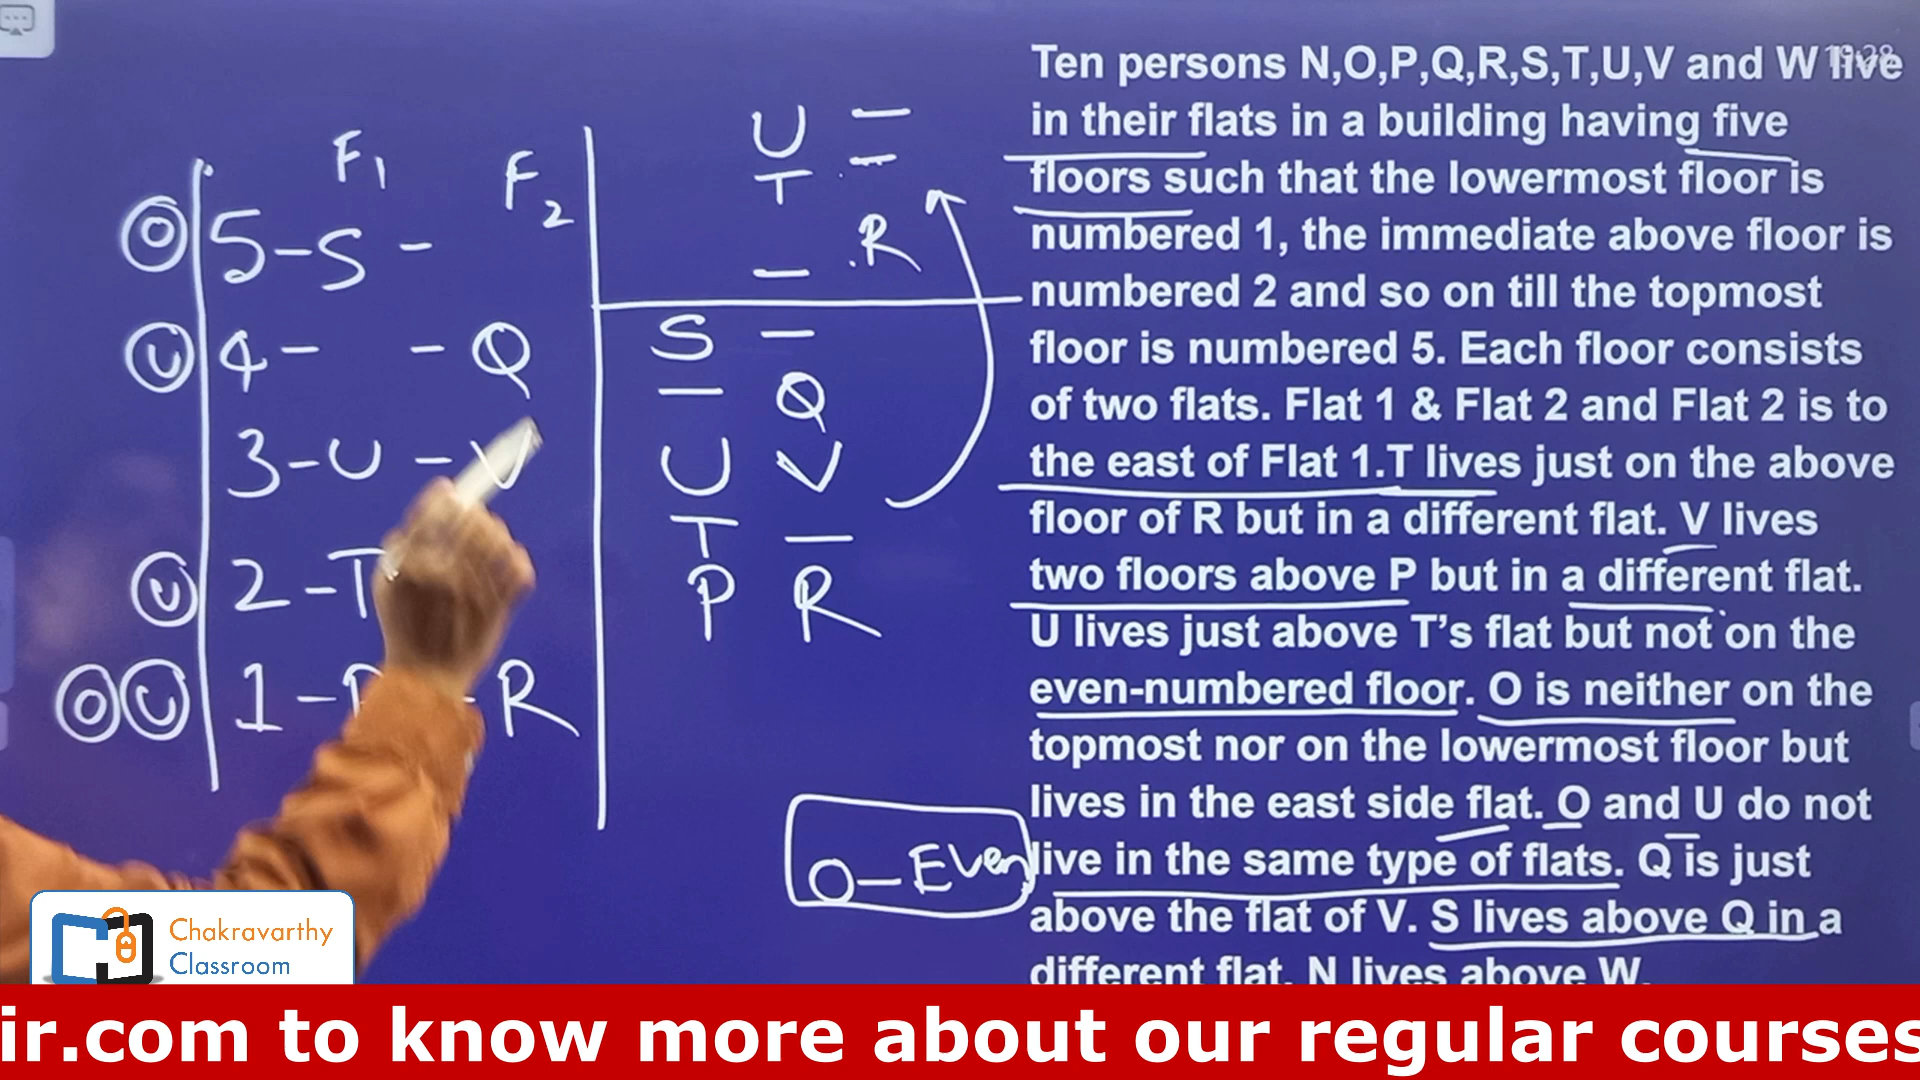 F1 F2
O 5-S-
U 4- -Q
3-U-V
U 2-T
O U 1- -R
U -
T -
- R
S -
- Q
U V
T -
P R
O-Even
Ten persons N,O,P,Q,R,S,T,U,V and W live
in their flats in a building having five
floors such that the lowermost floor is
numbered 1, the immediate above floor is
numbered 2 and so on till the topmost
floor is numbered 5. Each floor consists
of two flats. Flat 1 & Flat 2 and Flat 2 is to
the east of Flat 1.T lives just on the above
floor of R but in a different flat. V lives
two floors above P but in a different flat.
U lives just above T’s flat but not on the
even-numbered floor. O is neither on the
topmost nor on the lowermost floor but
lives in the east side flat. O and U do not
live in the same type of flats. Q is just
above the flat of V. S lives above Q in a
different flat. N lives above W.
Chakravarthy
Classroom
ir.com to know more about our regular courses